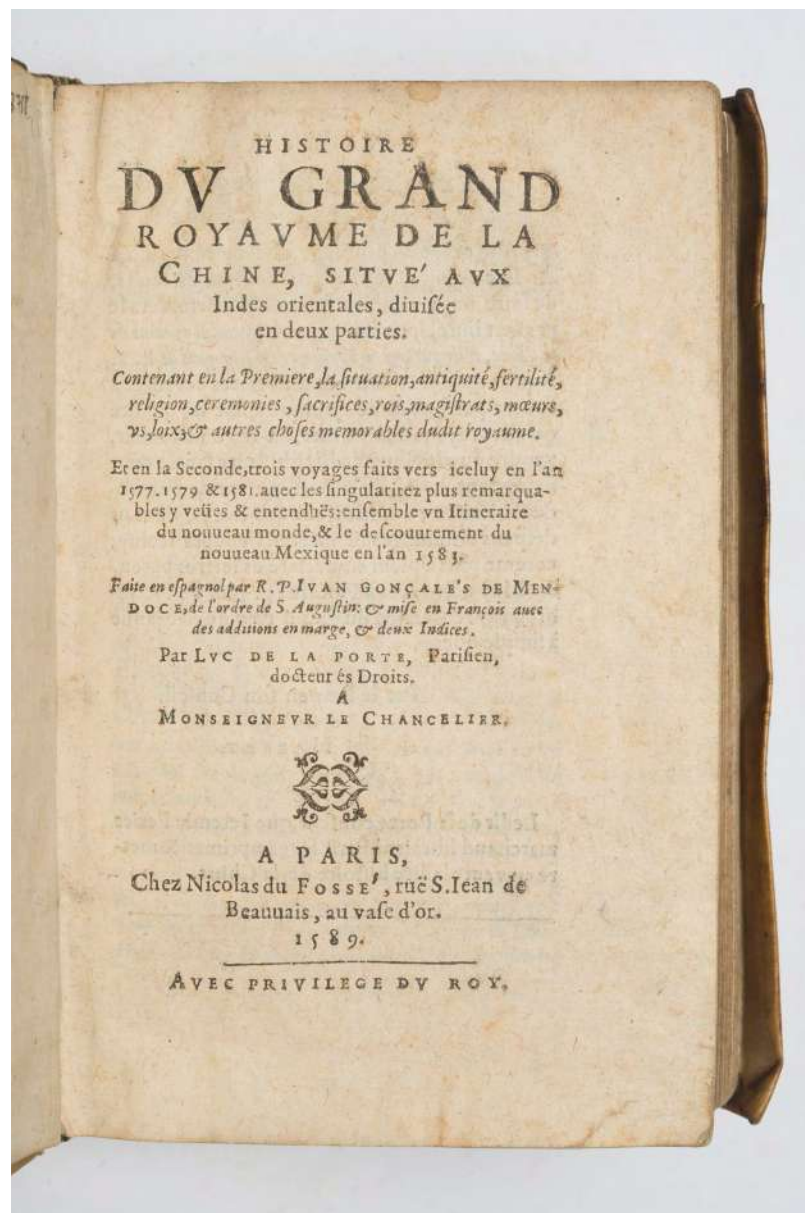 HISTOIRE
DV GRAND
ROYAVME DE LA
CHINE, SITVE' AVX
Indes orientales, diuiſée
en deux parties.
Contenant en la Premiere,la ſituation,antiquité,fertilité,
religion,ceremonies, ſacrifices,rois,magiſtrats, mœurs,
vs,loix,& autres choſes memorables dudit royaume.
Et en la Seconde,trois voyages faits vers iceluy en l'an
1577.1579 & 1581.auec les ſingularitez plus remarqua-
bles y veües & entenduës:enſemble vn Itineraire
du nouueau monde,& le deſcouurement du
nouueau Mexique en l'an 1583.
Faite en eſpagnol par R.P.IVAN GONÇALE'S DE MEN-
DOCE,de l'ordre de S. Auguſtin: & miſe en François auec
des additions en marge, & deux Indices.
Par LVC DE LA PORTE, Pariſien,
docteur és Droits.
A
MONSEIGNEVR LE CHANCELIER.
A PARIS,
Chez Nicolas du FOSSE', ruë S.Iean de
Beauuais, au vaſe d'or.
1589.
AVEC PRIVILEGE DV ROY.